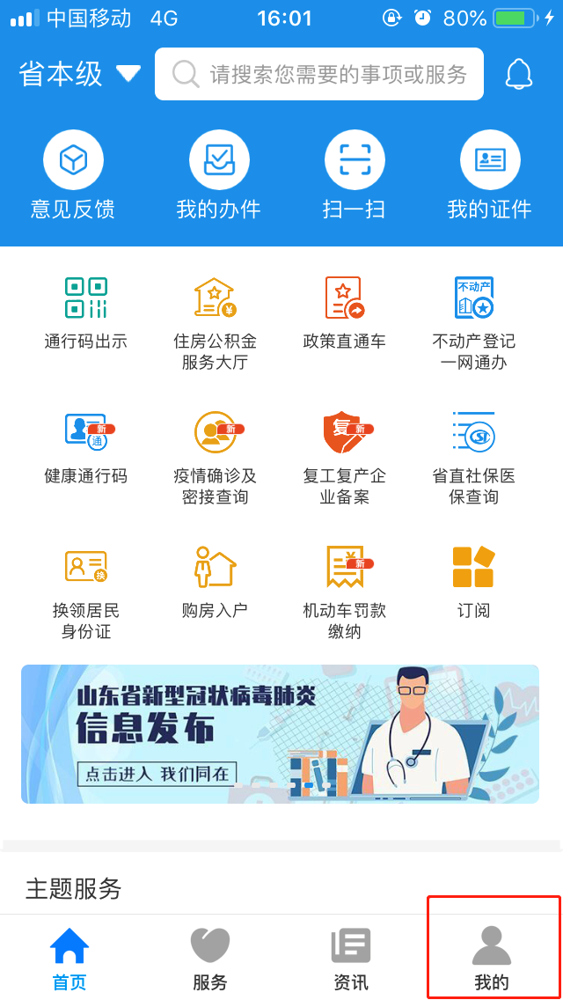 中国移动 4G 16:01 80%
省本级 请搜索您需要的事项或服务
意见反馈 我的办件 扫一扫 我的证件
不动产
通行码出示 住房公积金 政策直通车 不动产登记
服务大厅 一网通办
新 新 复 新
通
健康通行码 疫情确诊及 复工复产企 省直社保医
密接查询 业备案 保查询
新
换
换领居民 购房入户 机动车罚款 订阅
身份证 缴纳
山东省新型冠状病毒肺炎
信息发布
点击进入 我们同在
主题服务
首页 服务 资讯 我的